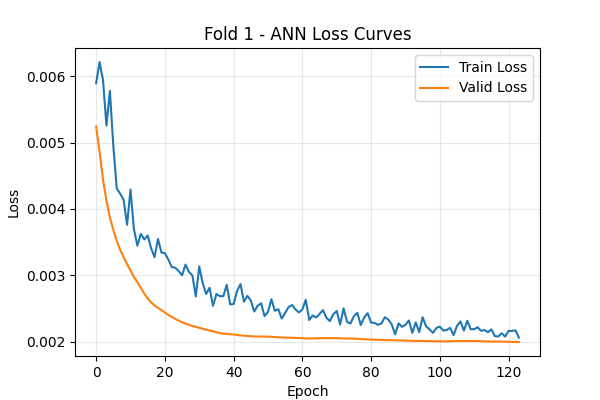 Fold 1 - ANN Loss Curves
Train Loss
Valid Loss
0.006
0.005
0.004
0.003
0.002
Loss
0 20 40 60 80 100 120
Epoch